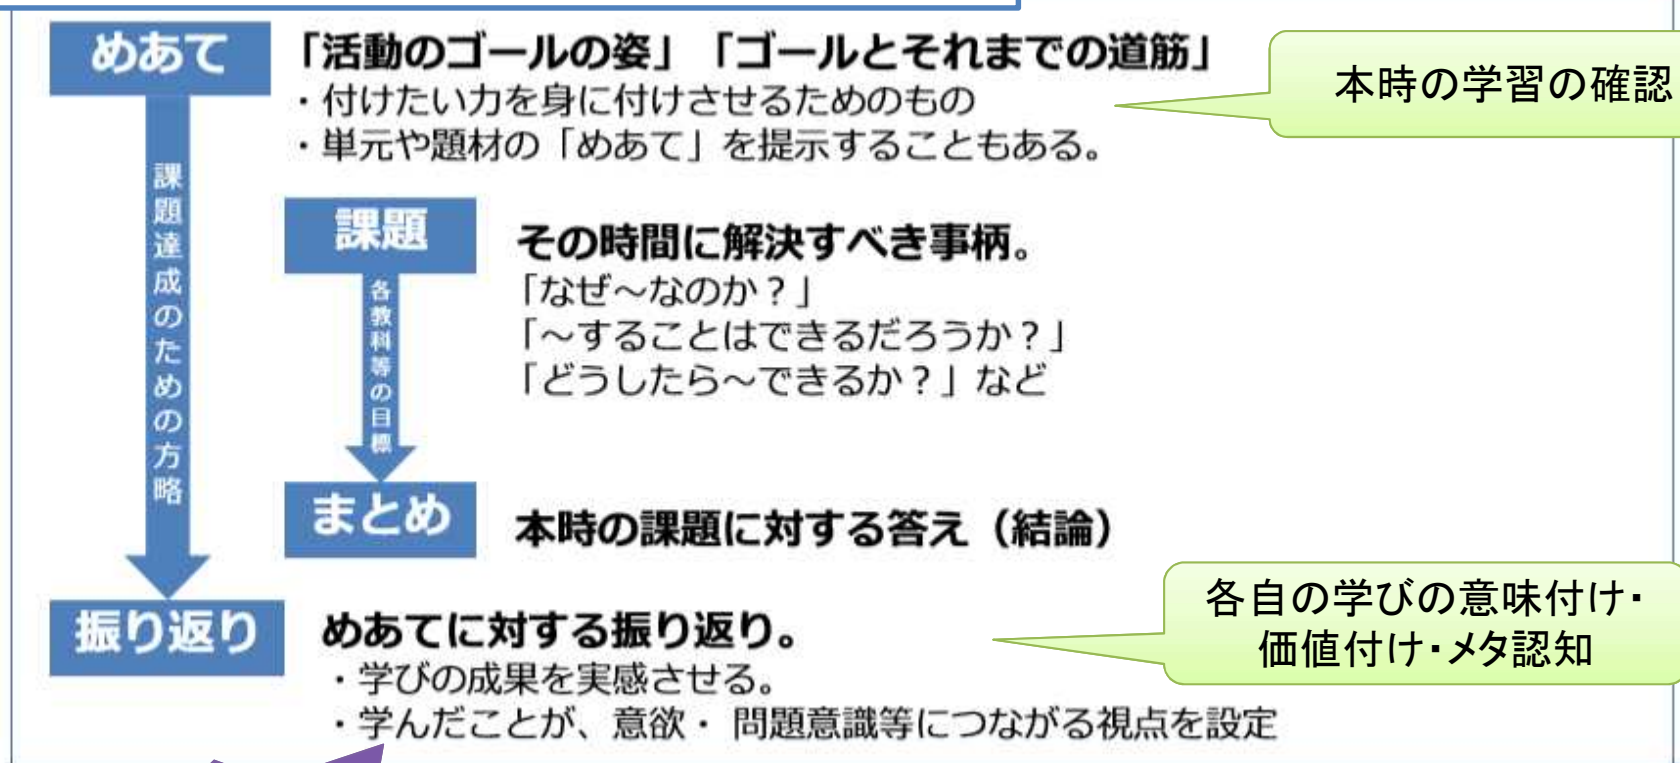 めあて
「活動のゴールの姿」「ゴールとそれまでの道筋」
・付けたい力を身に付けさせるためのもの
・単元や題材の「めあて」を提示することもある。
本時の学習の確認
課題達成のための方略
課題
その時間に解決すべき事柄。
「なぜ～なのか？」
「～することはできるだろうか？」
「どうしたら～できるか？」など
各教科等の目標
まとめ
本時の課題に対する答え（結論）
振り返り
めあてに対する振り返り。
・学びの成果を実感させる。
・学んだことが、意欲・ 問題意識等につながる視点を設定
各自の学びの意味付け・
価値付け・メタ認知